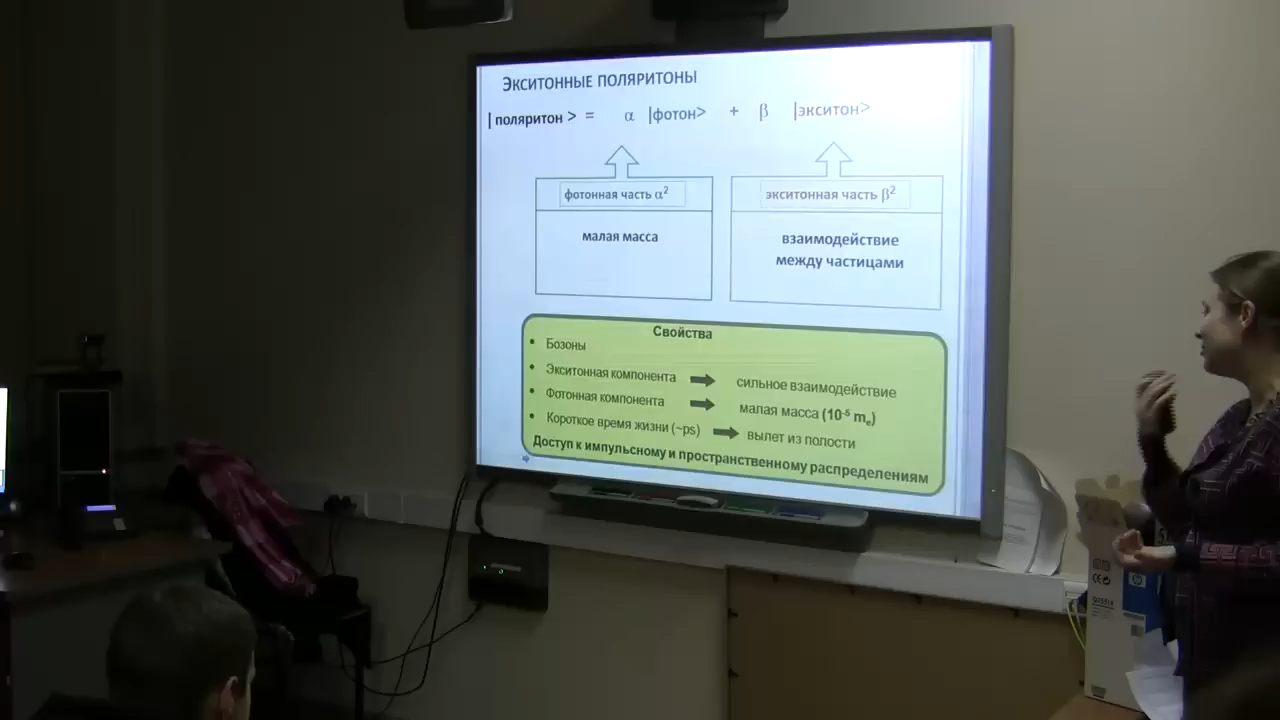 Экситонные поляритоны
| поляритон > = α |фотон> + β |экситон>
фотонная часть α²
экситонная часть β²
малая масса
взаимодействие
между частицами
Свойства
• Бозоны
• Экситонная компонента → сильное взаимодействие
• Фотонная компонента → малая масса (10⁻⁵ mₑ)
• Короткое время жизни (~ps) → вылет из полости
Доступ к импульсному и пространственному распределениям
hp